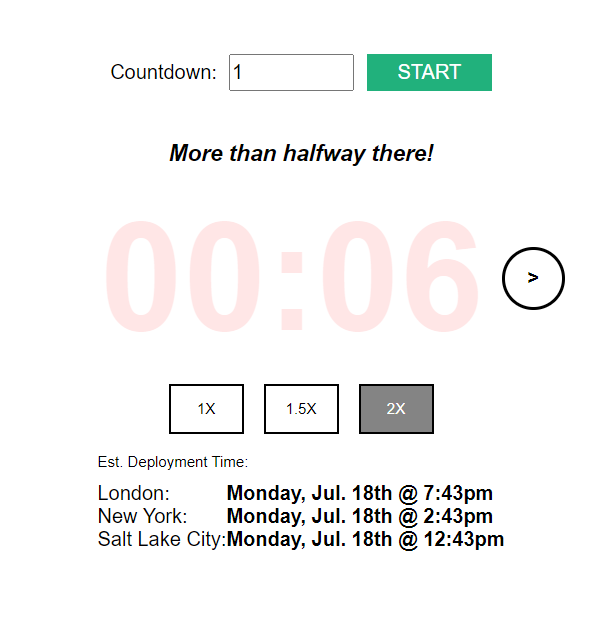 Countdown: 1 START
More than halfway there!
00:06 >
1X 1.5X 2X
Est. Deployment Time:
London: Monday, Jul. 18th @ 7:43pm
New York: Monday, Jul. 18th @ 2:43pm
Salt Lake City: Monday, Jul. 18th @ 12:43pm